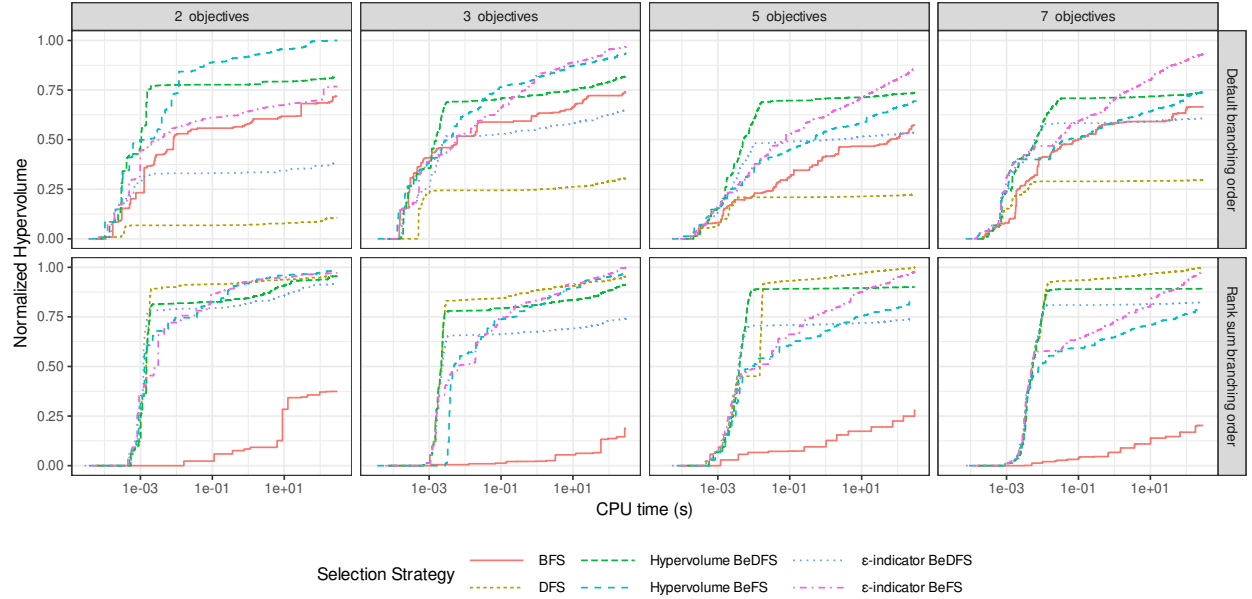 2 objectives
3 objectives
5 objectives
7 objectives
Normalized Hypervolume
1.00
0.75
0.50
0.25
0.00
Default branching order
1.00
0.75
0.50
0.25
0.00
Rank sum branching order
1e-03 1e-01 1e+01
1e-03 1e-01 1e+01
1e-03 1e-01 1e+01
1e-03 1e-01 1e+01
CPU time (s)
Selection Strategy
BFS
Hypervolume BeDFS
ε-indicator BeDFS
DFS
Hypervolume BeFS
ε-indicator BeFS